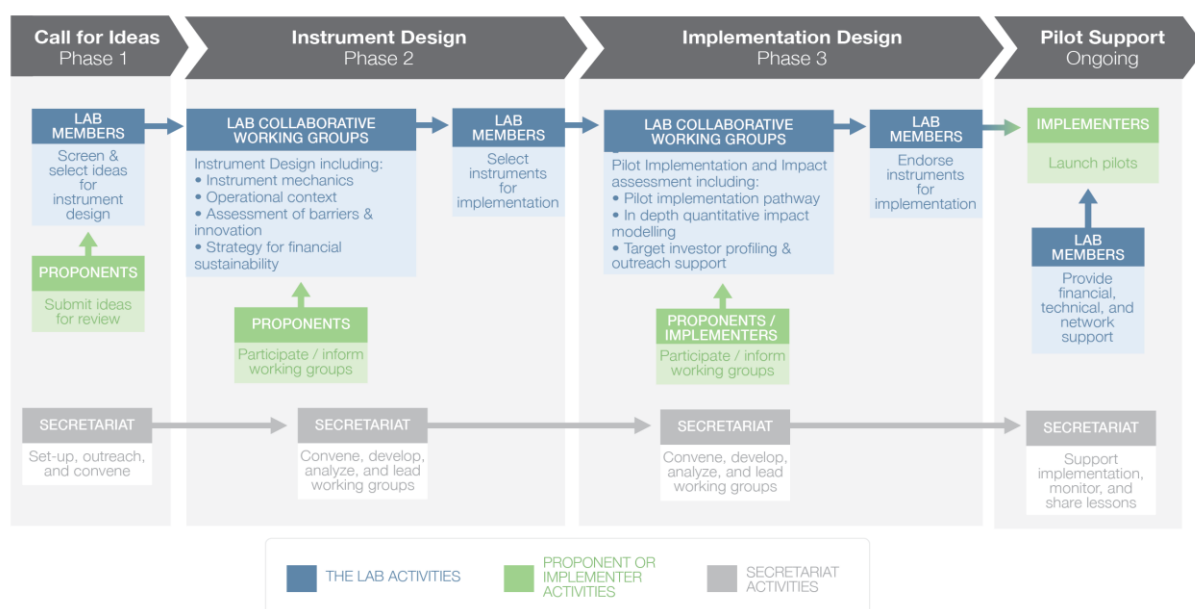 Call for Ideas
Phase 1
Instrument Design
Phase 2
Implementation Design
Phase 3
Pilot Support
Ongoing
LAB
MEMBERS
Screen &
select ideas
for
instrument
design
PROPONENTS
Submit ideas
for review
LAB COLLABORATIVE
WORKING GROUPS
Instrument Design including:
• Instrument mechanics
• Operational context
• Assessment of barriers &
innovation
• Strategy for financial
sustainability
PROPONENTS
Participate / inform
working groups
LAB
MEMBERS
Select
instruments
for
implementation
LAB COLLABORATIVE
WORKING GROUPS
Pilot Implementation and Impact
assessment including:
• Pilot implementation pathway
• In depth quantitative impact
modelling
• Target investor profiling &
outreach support
PROPONENTS /
IMPLEMENTERS
Participate / inform
working groups
LAB
MEMBERS
Endorse
instruments
for
implementation
IMPLEMENTERS
Launch pilots
LAB
MEMBERS
Provide
financial,
technical, and
network
support
SECRETARIAT
Set-up, outreach,
and convene
SECRETARIAT
Convene, develop,
analyze, and lead
working groups
SECRETARIAT
Convene, develop,
analyze, and lead
working groups
SECRETARIAT
Support
implementation,
monitor, and
share lessons
THE LAB ACTIVITIES
PROPONENT OR
IMPLEMENTER
ACTIVITIES
SECRETARIAT
ACTIVITIES